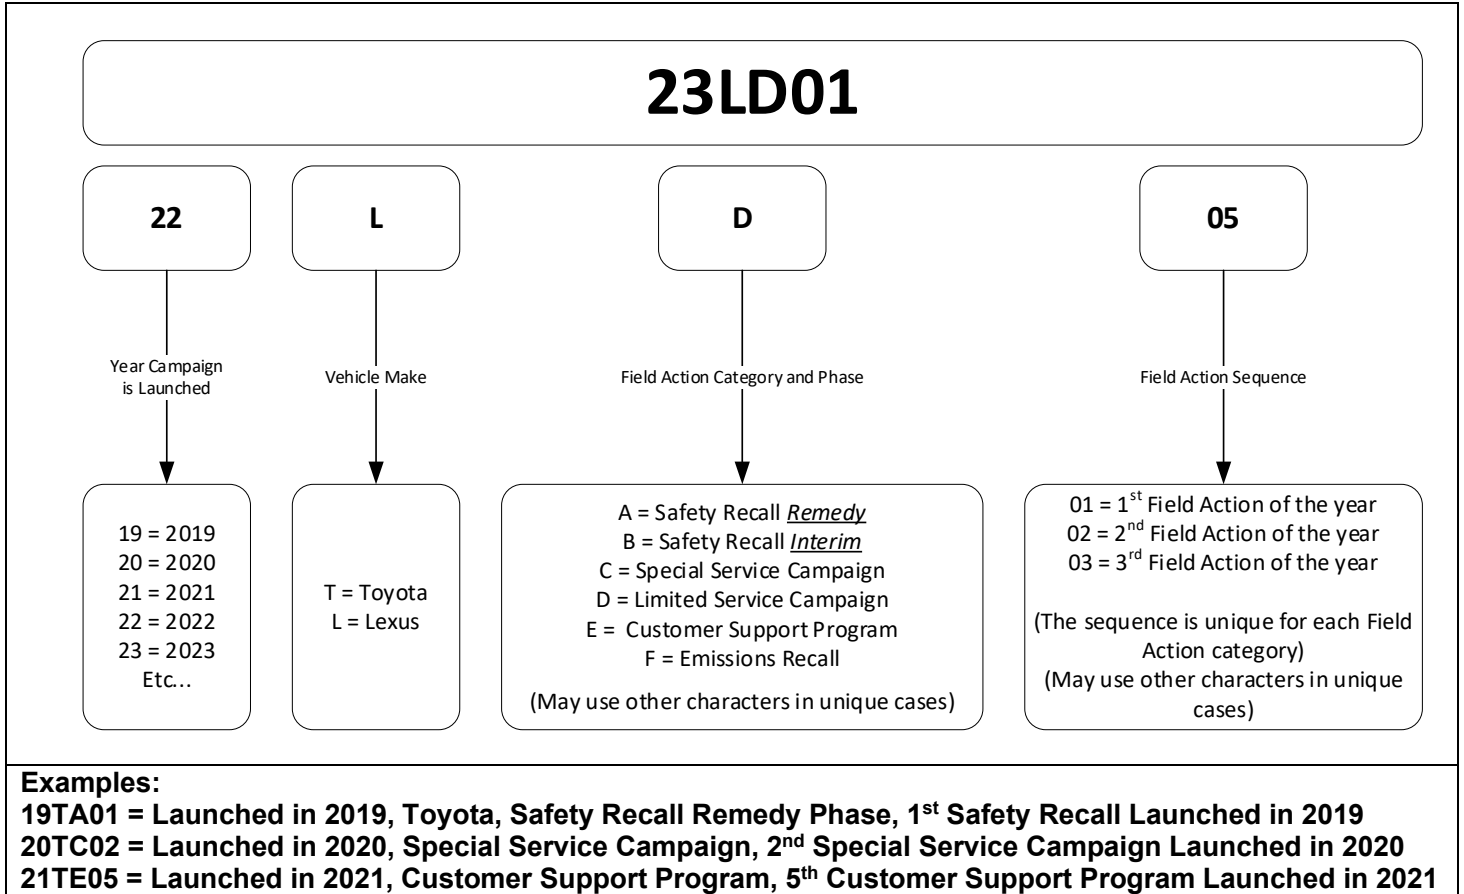 23LD01
22
L
D
05
Year Campaign
is Launched
Vehicle Make
Field Action Category and Phase
Field Action Sequence
19 = 2019
20 = 2020
21 = 2021
22 = 2022
23 = 2023
Etc...
T = Toyota
L = Lexus
A = Safety Recall Remedy
B = Safety Recall Interim
C = Special Service Campaign
D = Limited Service Campaign
E = Customer Support Program
F = Emissions Recall
(May use other characters in unique cases)
01 = 1st Field Action of the year
02 = 2nd Field Action of the year
03 = 3rd Field Action of the year
(The sequence is unique for each Field
Action category)
(May use other characters in unique
cases)
Examples:
19TA01 = Launched in 2019, Toyota, Safety Recall Remedy Phase, 1st Safety Recall Launched in 2019
20TC02 = Launched in 2020, Special Service Campaign, 2nd Special Service Campaign Launched in 2020
21TE05 = Launched in 2021, Customer Support Program, 5th Customer Support Program Launched in 2021